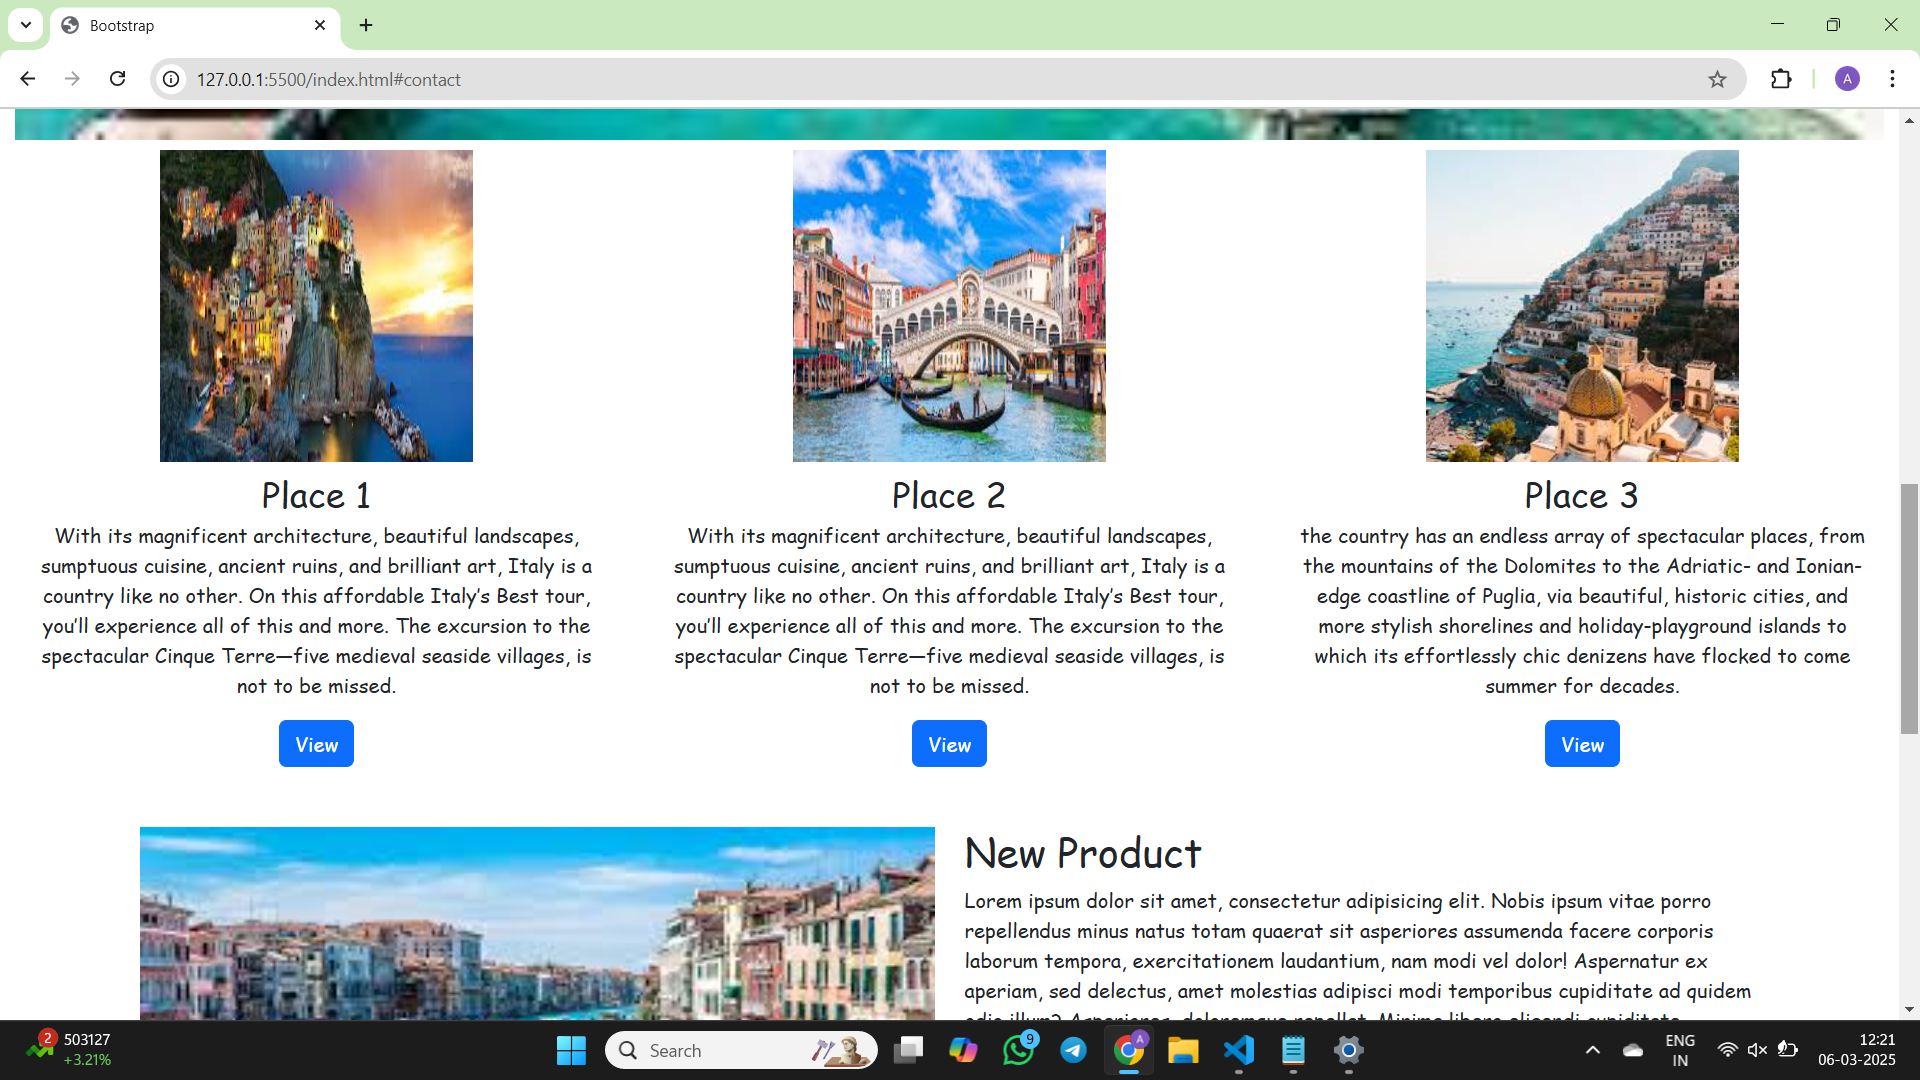 Bootstrap
127.0.0.1:5500/index.html#contact
A
Place 1
With its magnificent architecture, beautiful landscapes,
sumptuous cuisine, ancient ruins, and brilliant art, Italy is a
country like no other. On this affordable Italy’s Best tour,
you’ll experience all of this and more. The excursion to the
spectacular Cinque Terre—five medieval seaside villages, is
not to be missed.
View
Place 2
With its magnificent architecture, beautiful landscapes,
sumptuous cuisine, ancient ruins, and brilliant art, Italy is a
country like no other. On this affordable Italy’s Best tour,
you’ll experience all of this and more. The excursion to the
spectacular Cinque Terre—five medieval seaside villages, is
not to be missed.
View
Place 3
the country has an endless array of spectacular places, from
the mountains of the Dolomites to the Adriatic- and Ionian-
edge coastline of Puglia, via beautiful, historic cities, and
more stylish shorelines and holiday-playground islands to
which its effortlessly chic denizens have flocked to come
summer for decades.
View
New Product
Lorem ipsum dolor sit amet, consectetur adipisicing elit. Nobis ipsum vitae porro
repellendus minus natus totam quaerat sit asperiores assumenda facere corporis
laborum tempora, exercitationem laudantium, nam modi vel dolor! Aspernatur ex
aperiam, sed delectus, amet molestias adipisci modi temporibus cupiditate ad quidem
2
503127
+3.21%
Search
9
A
ENG
IN
12:21
06-03-2025